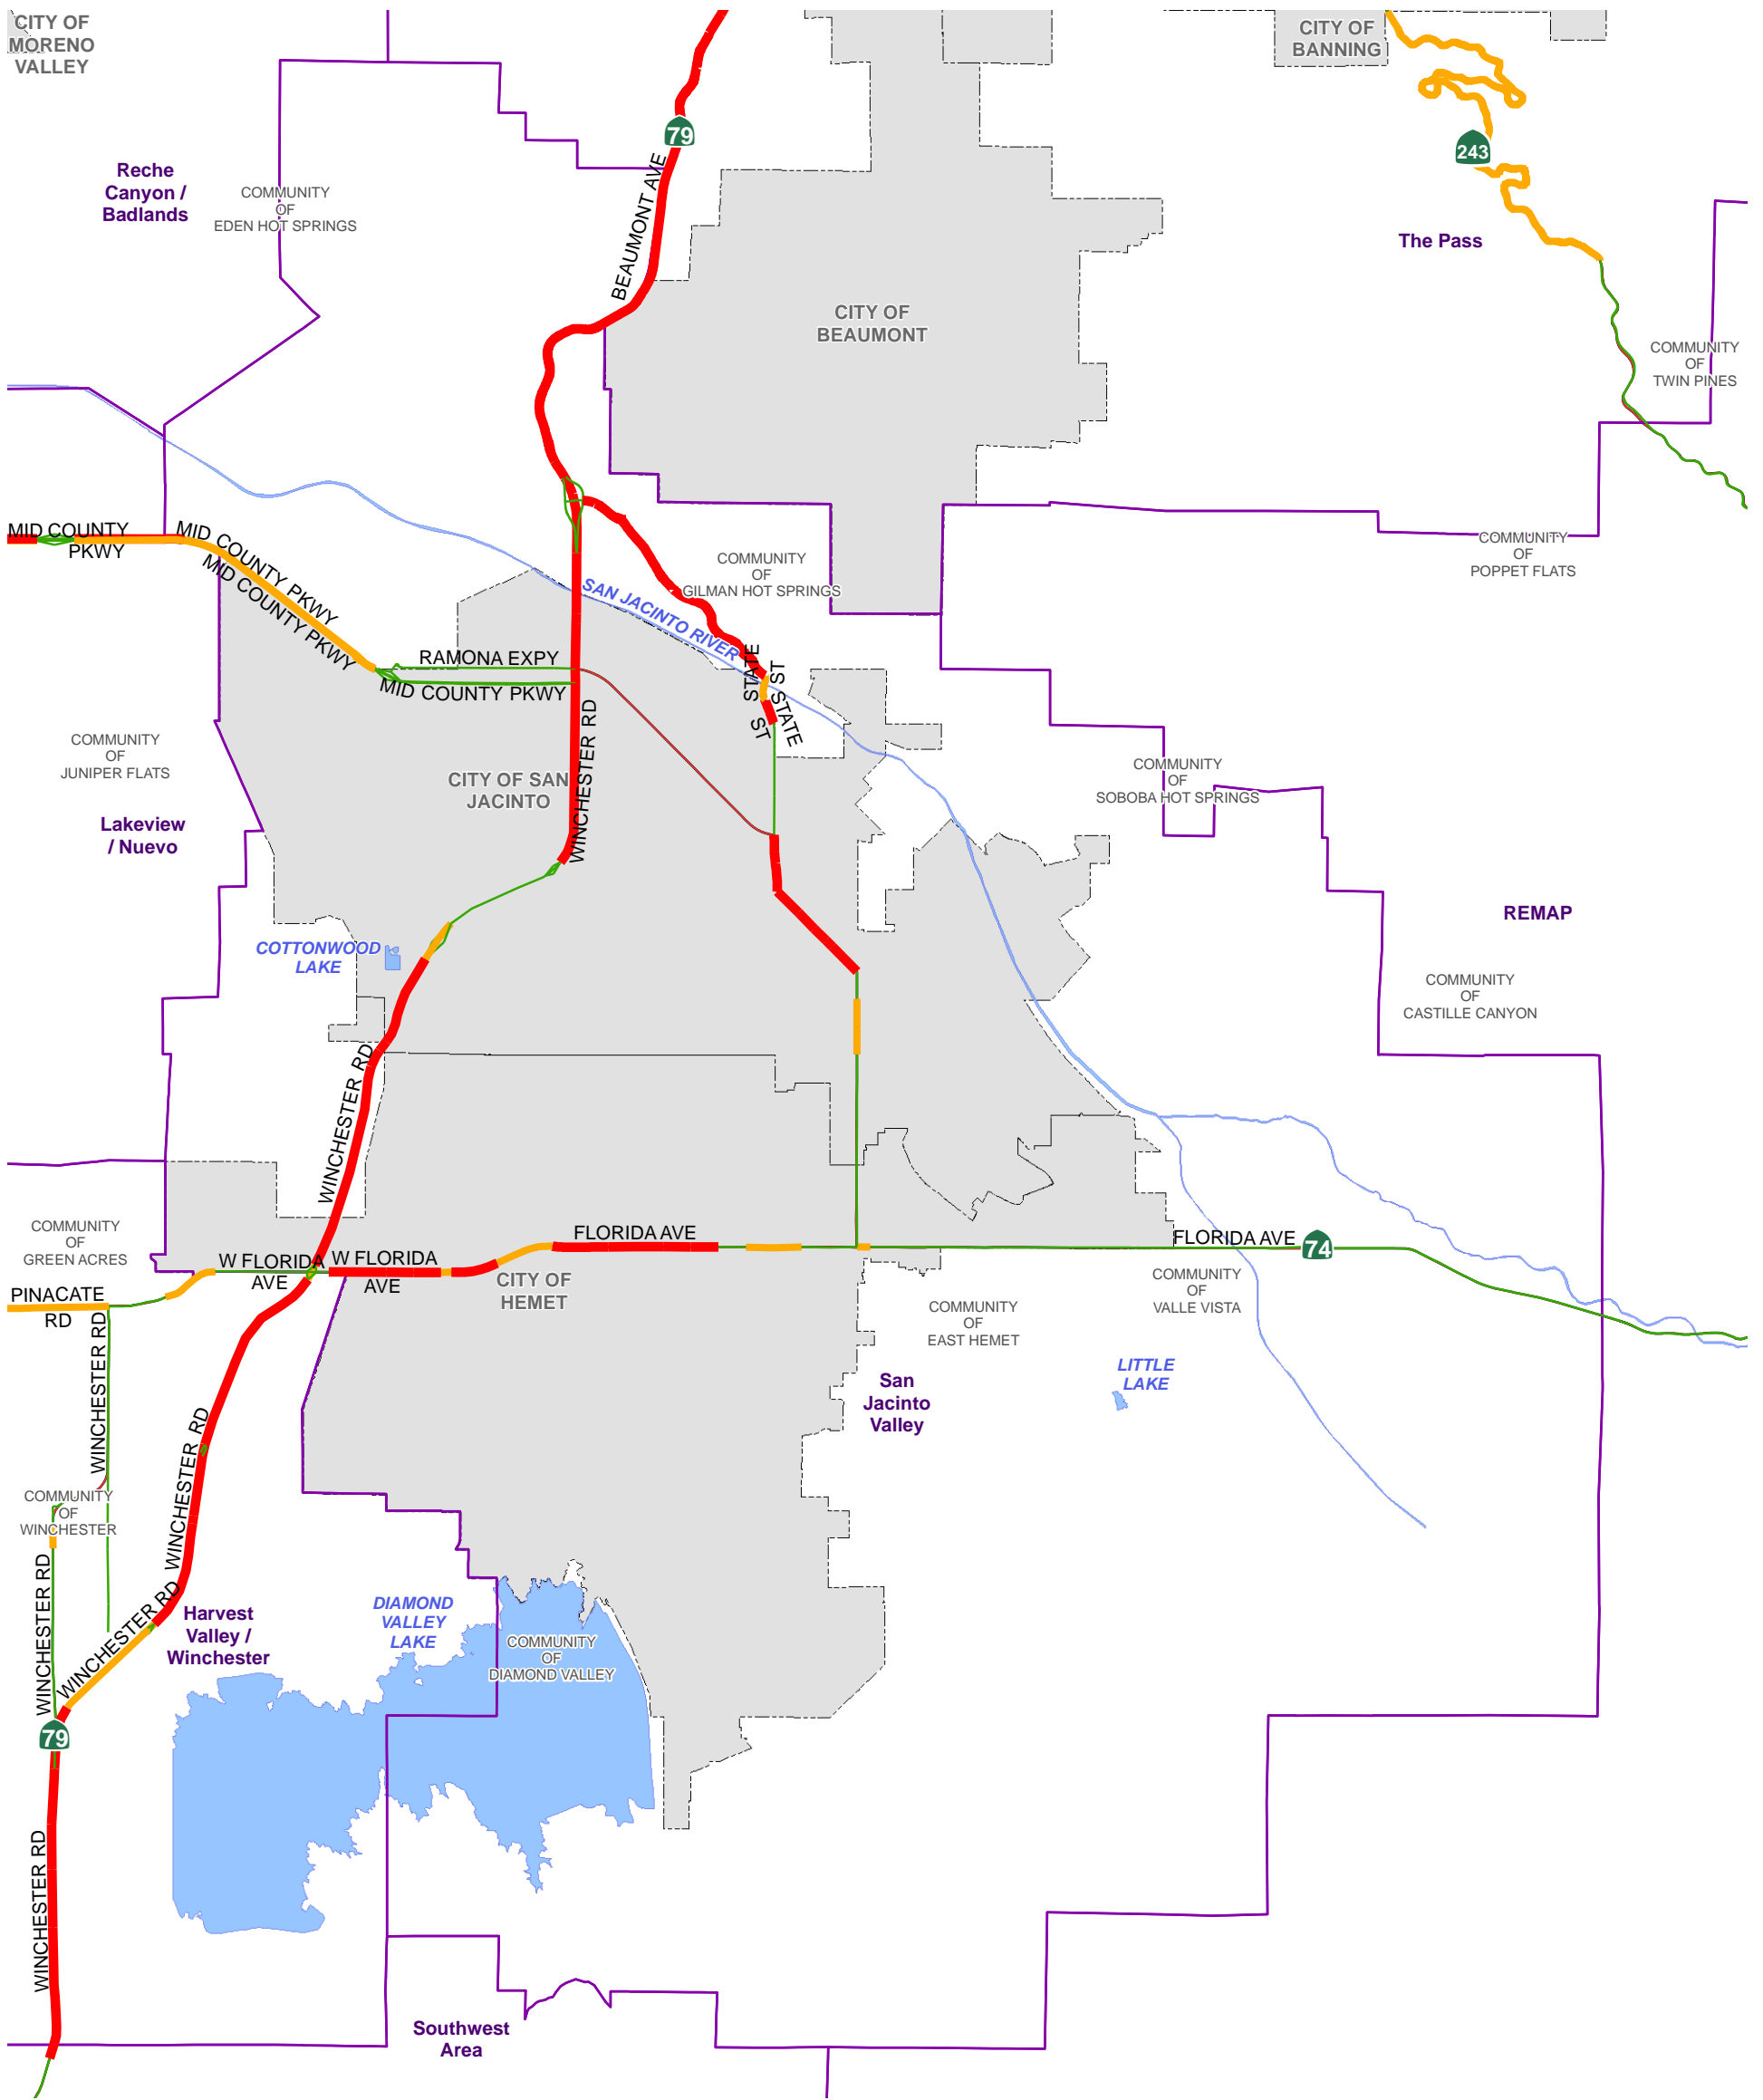 CITY OF
MORENO
VALLEY
CITY OF
BANNING
79
243
Reche
Canyon /
Badlands
COMMUNITY
OF
EDEN HOT SPRINGS
BEAUMONT AVE
The Pass
CITY OF
BEAUMONT
COMMUNITY
OF
TWIN PINES
MID COUNTY
PKWY
MID COUNTY PKWY
MID COUNTY PKWY
COMMUNITY
OF
GILMAN HOT SPRINGS
COMMUNITY
OF
POPPET FLATS
SAN JACINTO RIVER
RAMONA EXPY
MID COUNTY PKWY
STATE
ST
STATE
ST
WINCHESTER RD
COMMUNITY
OF
JUNIPER FLATS
CITY OF SAN
JACINTO
COMMUNITY
OF
SOBOBA HOT SPRINGS
Lakeview
/ Nuevo
REMAP
COTTONWOOD
LAKE
COMMUNITY
OF
CASTILLE CANYON
WINCHESTER RD
COMMUNITY
OF
GREEN ACRES
W FLORIDA
AVE
W FLORIDA
AVE
FLORIDA AVE
FLORIDA AVE
74
CITY OF
HEMET
COMMUNITY
OF
VALLE VISTA
PINACATE
RD
COMMUNITY
OF
EAST HEMET
WINCHESTER RD
LITTLE
LAKE
San
Jacinto
Valley
WINCHESTER RD
COMMUNITY
OF
WINCHESTER
WINCHESTER RD
WINCHESTER RD
Harvest
Valley /
Winchester
DIAMOND
VALLEY
LAKE
COMMUNITY
OF
DIAMOND VALLEY
79
WINCHESTER RD
Southwest
Area